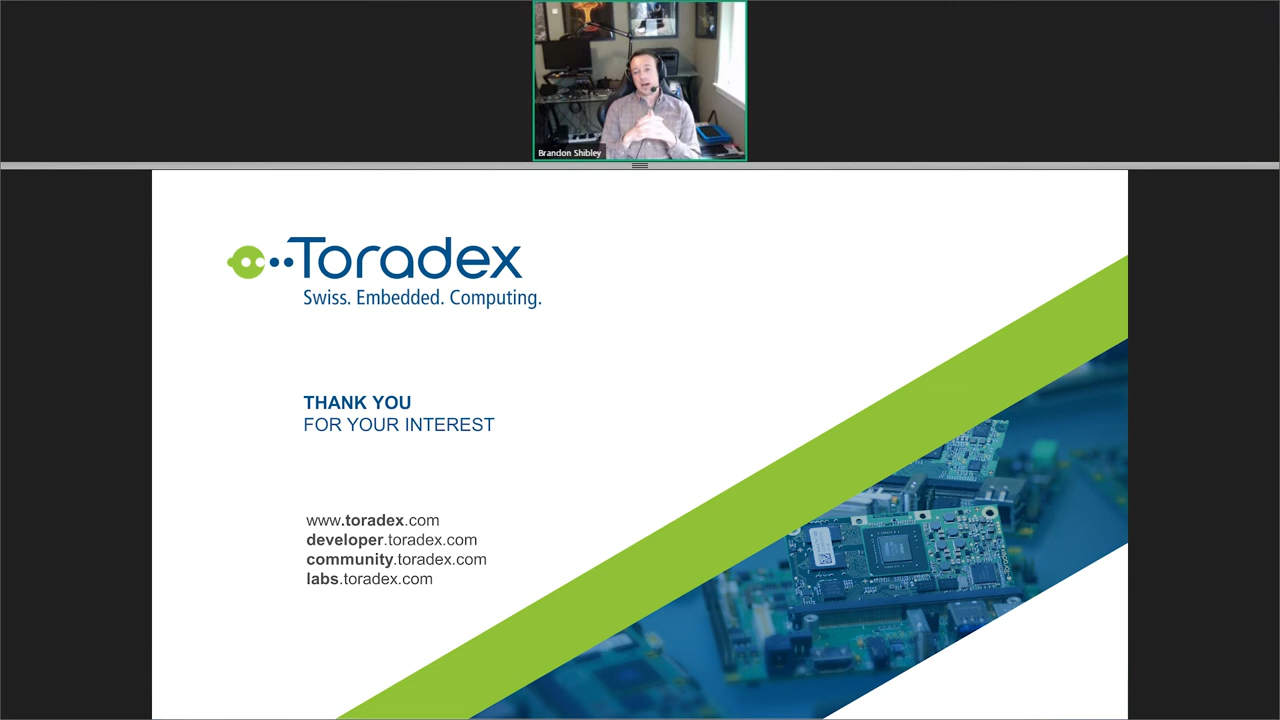 Brandon Shibley
Toradex
Swiss. Embedded. Computing.
THANK YOU
FOR YOUR INTEREST
www.toradex.com
developer.toradex.com
community.toradex.com
labs.toradex.com